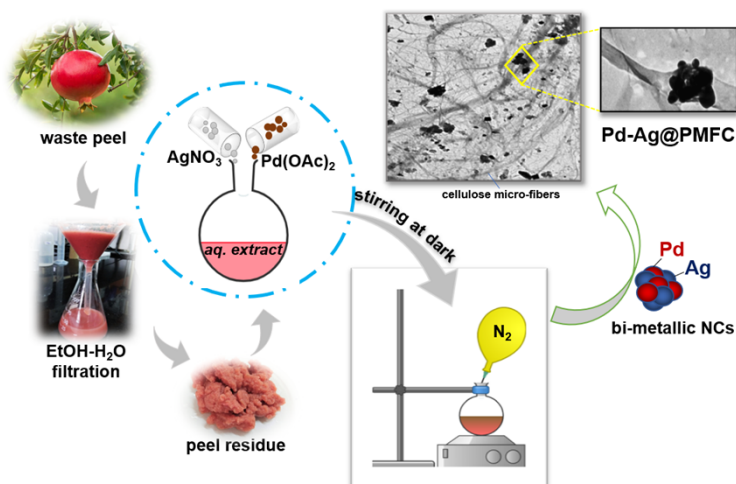 waste peel
EtOH-H₂O
filtration
peel residue
AgNO₃
Pd(OAc)₂
aq. extract
stirring at dark
N₂
Pd
Ag
bi-metallic NCs
cellulose micro-fibers
Pd-Ag@PMFC